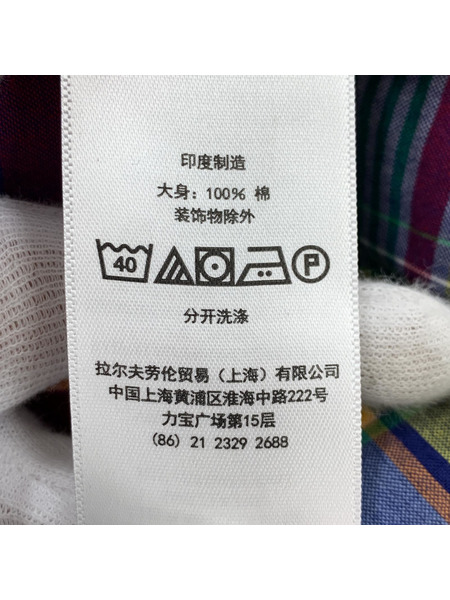 印度制造
大身：100% 棉
装饰物除外
40 P
分开洗涤
拉尔夫劳伦贸易（上海）有限公司
中国上海黄浦区淮海中路222号
力宝广场第15层
(86) 21 2329 2688